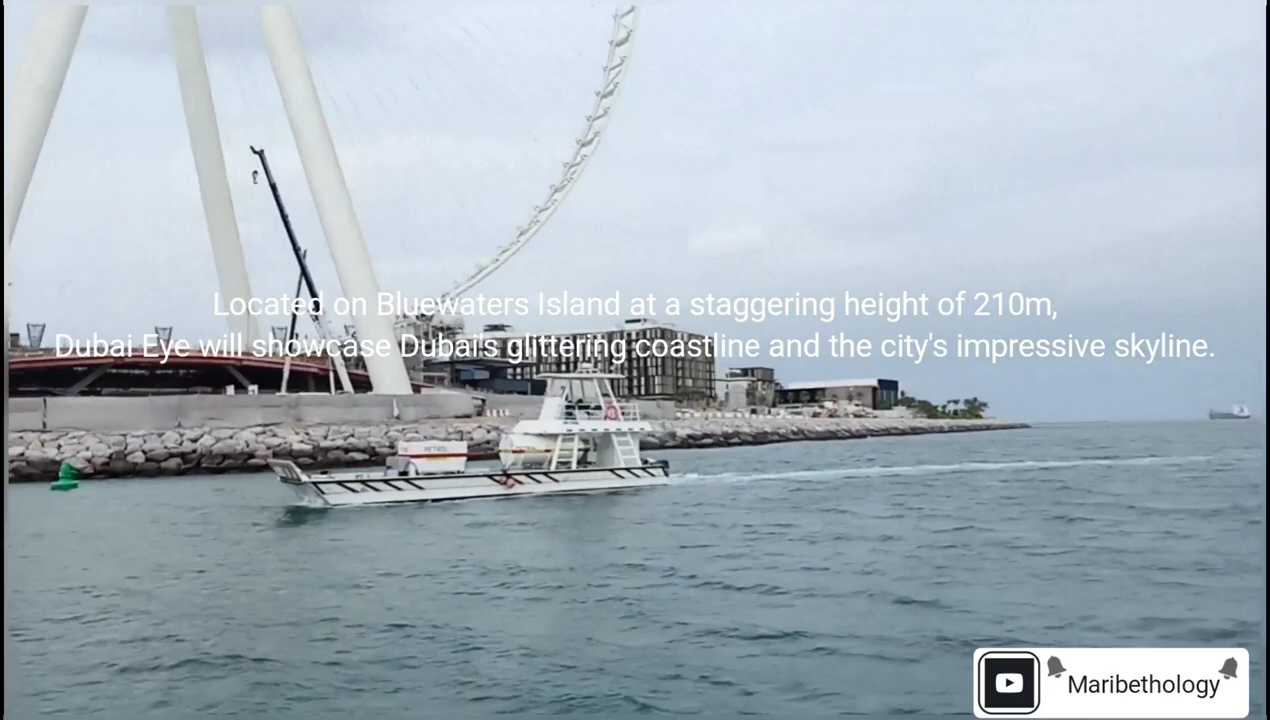 Located on Bluewaters Island at a staggering height of 210m,
Dubai Eye will showcase Dubai's glittering coastline and the city's impressive skyline.
PETROL
Maribethology